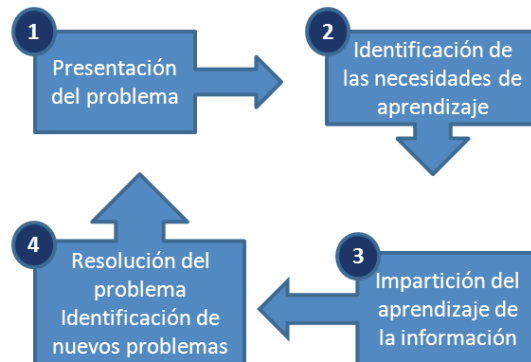 1
Presentación
del problema
2
Identificación de
las necesidades de
aprendizaje
3
Impartición del
aprendizaje de
la información
4
Resolución del
problema
Identificación de
nuevos problemas